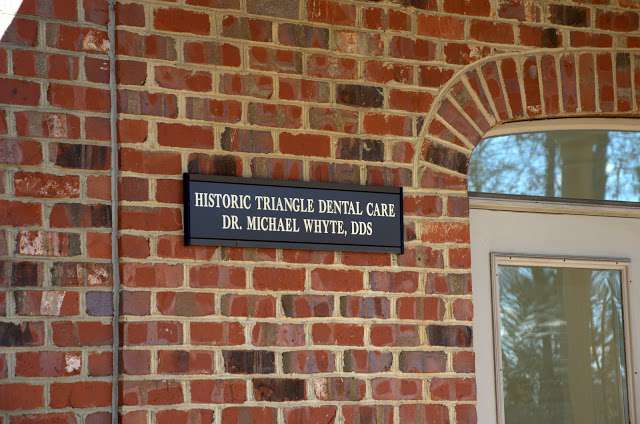 HISTORIC TRIANGLE DENTAL CARE
DR. MICHAEL WHYTE, DDS